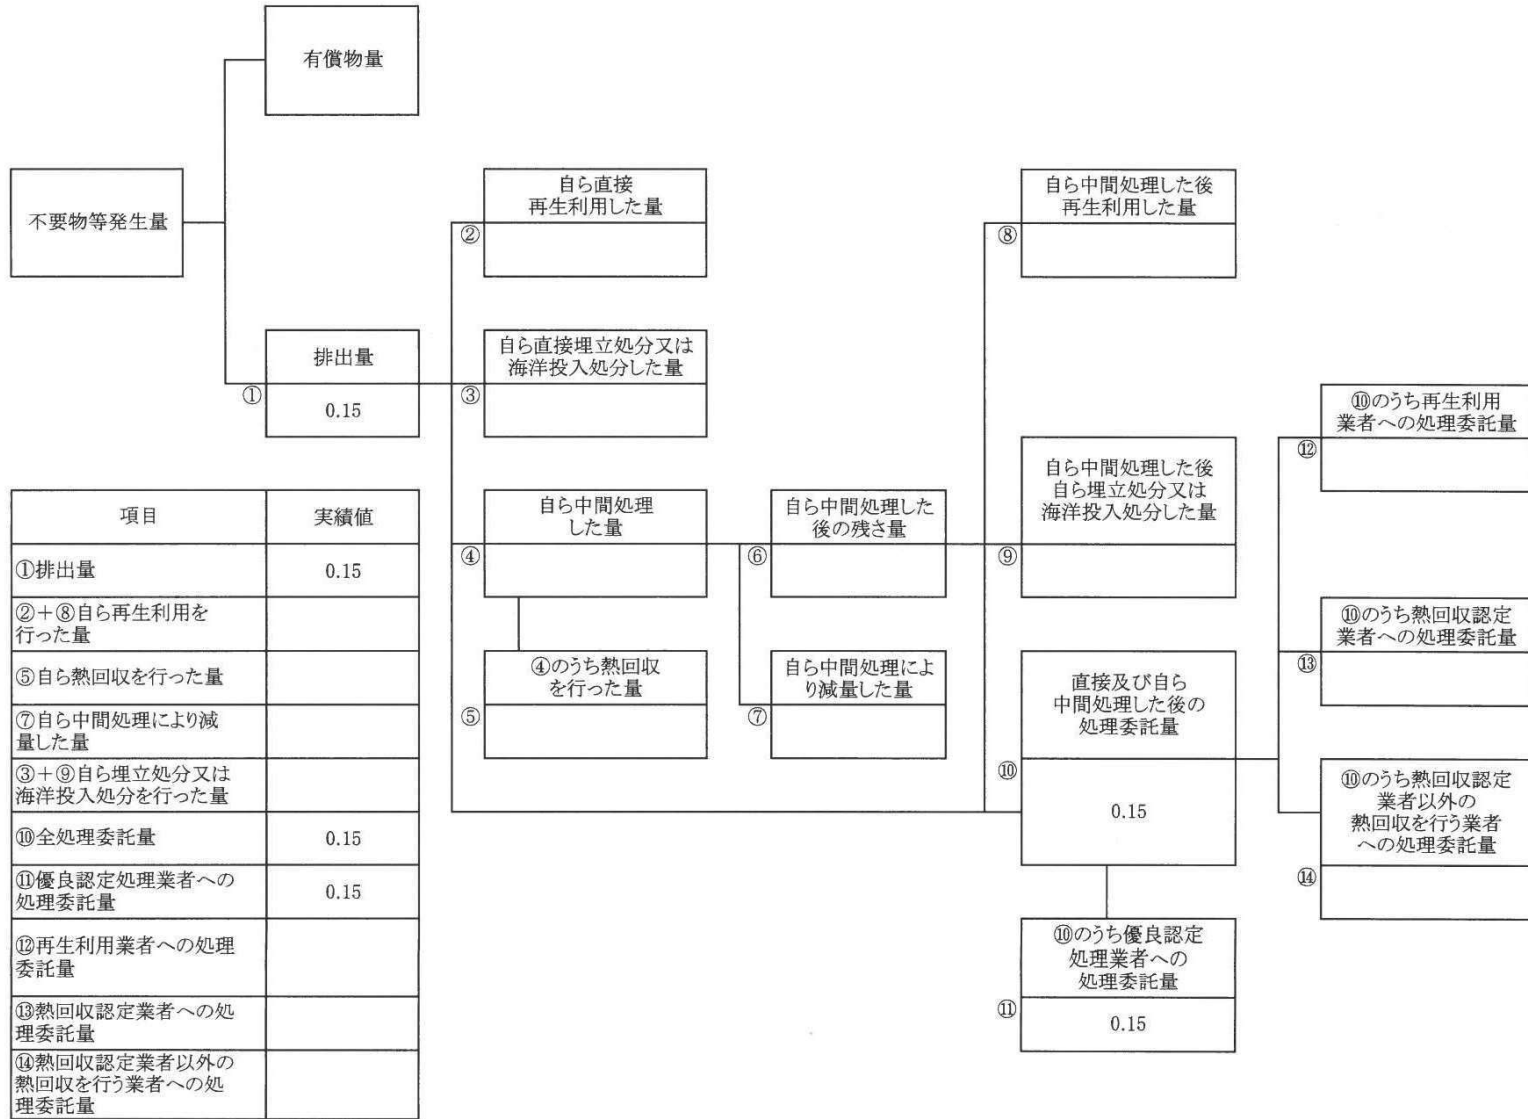 有償物量
不要物等発生量
自ら直接
再生利用した量
②
自ら中間処理した後
再生利用した量
⑧
排出量
①
0.15
自ら直接埋立処分又は
海洋投入処分した量
③
⑩のうち再生利用
業者への処理委託量
⑫
自ら中間処理
した量
④
自ら中間処理した
後の残さ量
⑥
自ら中間処理した後
自ら埋立処分又は
海洋投入処分した量
⑨
⑩のうち熱回収認定
業者への処理委託量
⑬
④のうち熱回収
を行った量
⑤
自ら中間処理によ
り減量した量
⑦
直接及び自ら
中間処理した後の
処理委託量
⑩
0.15
⑩のうち熱回収認定
業者以外の
熱回収を行う業者
への処理委託量
⑭
⑩のうち優良認定
処理業者への
処理委託量
⑪
0.15
項目 実績値
①排出量 0.15
②＋⑧自ら再生利用を
行った量
⑤自ら熱回収を行った量
⑦自ら中間処理により減
量した量
③＋⑨自ら埋立処分又は
海洋投入処分を行った量
⑩全処理委託量 0.15
⑪優良認定処理業者への
処理委託量 0.15
⑫再生利用業者への処理
委託量
⑬熱回収認定業者への処
理委託量
⑭熱回収認定業者以外の
熱回収を行う業者への処
理委託量